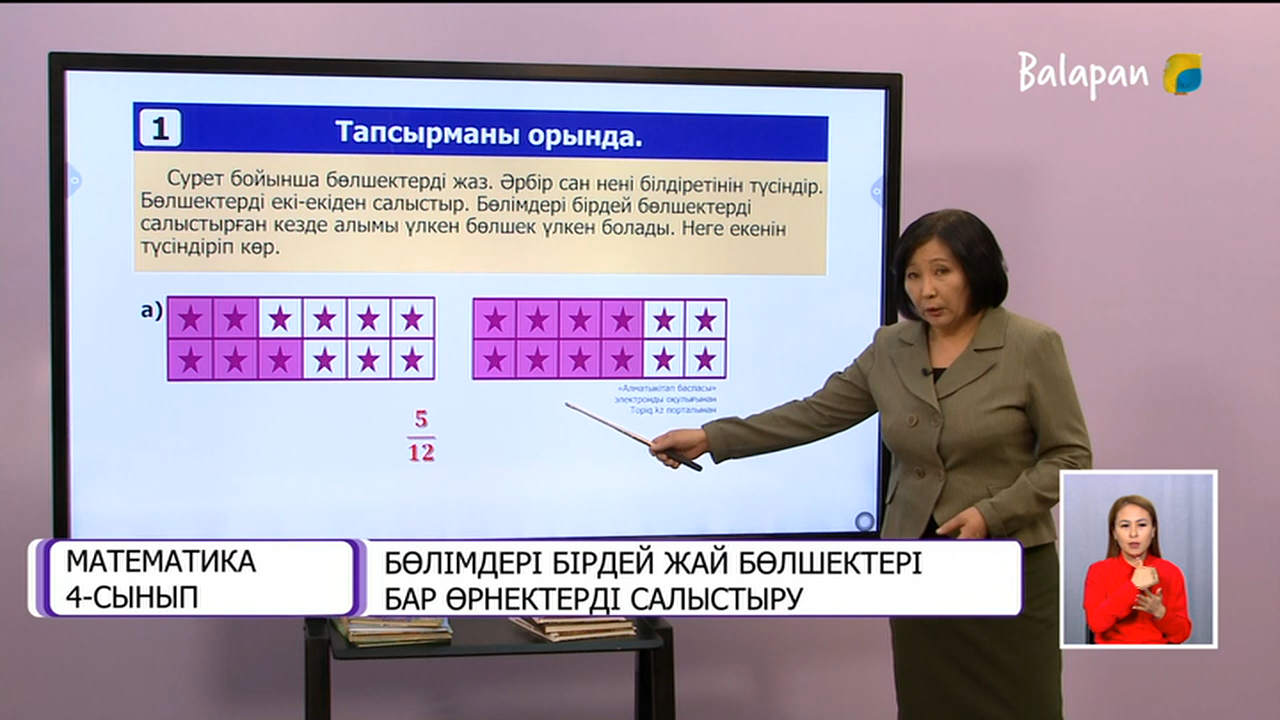 Balapan
1
Тапсырманы орында.
Сурет бойынша бөлшектерді жаз. Әрбір сан нені білдіретінін түсіндір.
Бөлшектерді екі-екіден салыстыр. Бөлімдері бірдей бөлшектерді
салыстырған кезде алымы үлкен бөлшек үлкен болады. Неге екенін
түсіндіріп көр.
а)
«Алматыкітап баспасы»
электронды оқулығынан
Topiq.kz порталынан
5
12
МАТЕМАТИКА
4-СЫНЫП
БӨЛІМДЕРІ БІРДЕЙ ЖАЙ БӨЛШЕКТЕРІ
БАР ӨРНЕКТЕРДІ САЛЫСТЫРУ